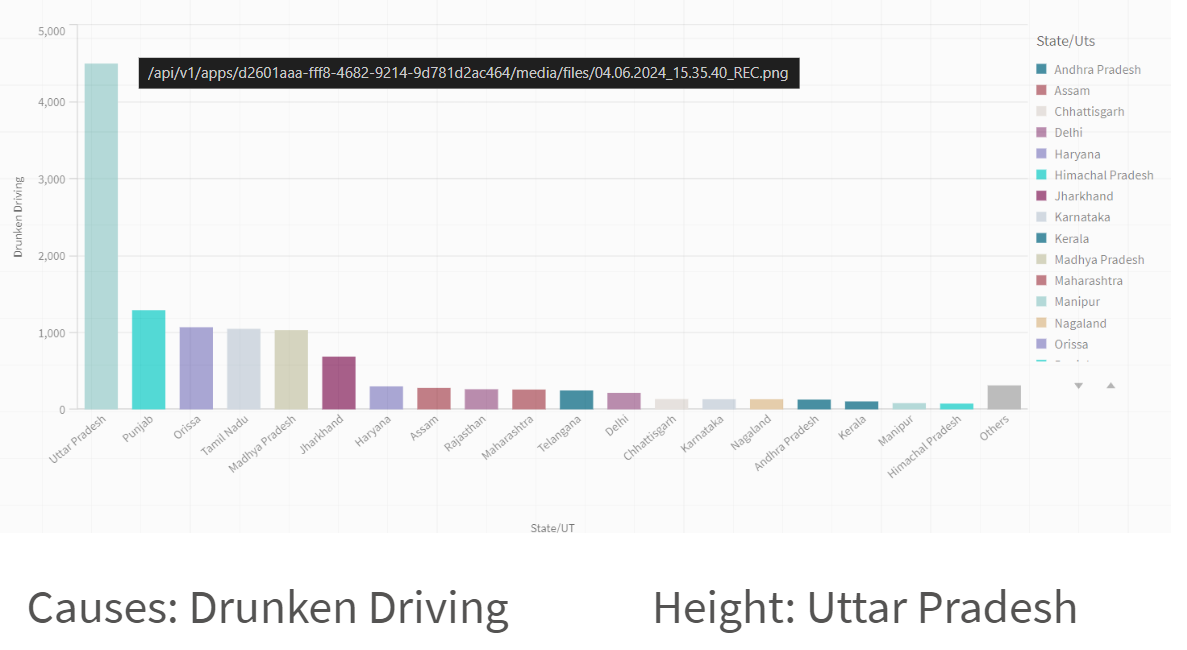 5,000
/api/v1/apps/d2601aaa-fff8-4682-9214-9d781d2ac464/media/files/04.06.2024_15.35.40_REC.png
4,000
3,000
2,000
1,000
0
Drunken Driving
Uttar Pradesh
Punjab
Orissa
Tamil Nadu
Madhya Pradesh
Jharkhand
Haryana
Assam
Rajasthan
Maharashtra
Telangana
Delhi
Chhattisgarh
Karnataka
Nagaland
Andhra Pradesh
Kerala
Manipur
Himachal Pradesh
Others
State/UT
State/Uts
Andhra Pradesh
Assam
Chhattisgarh
Delhi
Haryana
Himachal Pradesh
Jharkhand
Karnataka
Kerala
Madhya Pradesh
Maharashtra
Manipur
Nagaland
Orissa
Causes: Drunken Driving
Height: Uttar Pradesh